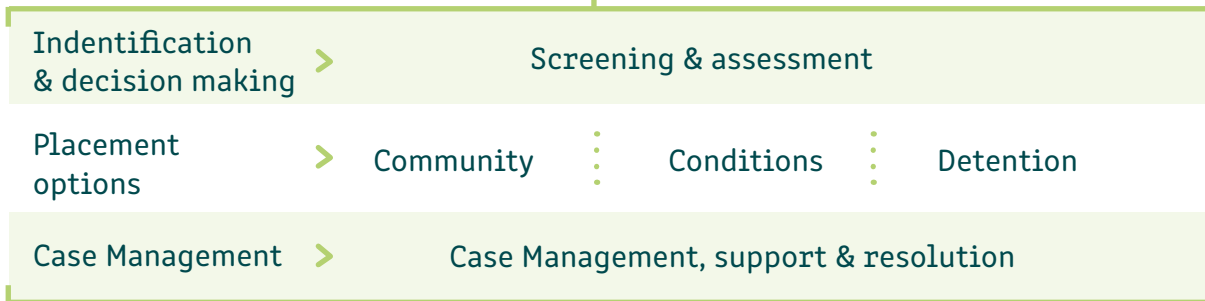 Indentification
& decision making
Screening & assessment
Placement
options
Community
Conditions
Detention
Case Management
Case Management, support & resolution